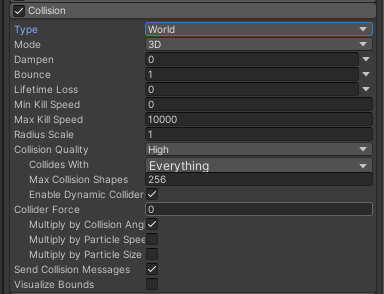 Collision
Type World
Mode 3D
Dampen 0
Bounce 1
Lifetime Loss 0
Min Kill Speed 0
Max Kill Speed 10000
Radius Scale 1
Collision Quality High
Collides With Everything
Max Collision Shapes 256
Enable Dynamic Collider
Collider Force 0
Multiply by Collision Ang
Multiply by Particle Spee
Multiply by Particle Size
Send Collision Messages
Visualize Bounds